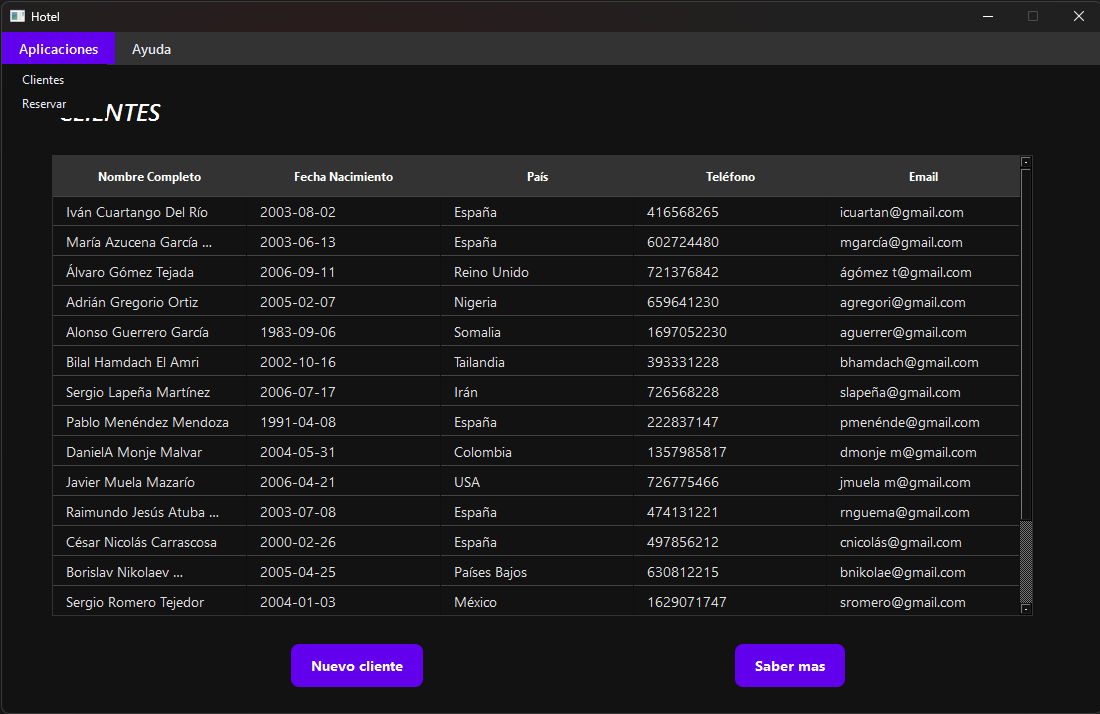 Hotel
Aplicaciones Ayuda
Clientes
Reservar
CLIENTES
Nombre Completo Fecha Nacimiento País Teléfono Email
Iván Cuartango Del Río 2003-08-02 España 416568265 icuartan@gmail.com
María Azucena García ... 2003-06-13 España 602724480 mgarcía@gmail.com
Álvaro Gómez Tejada 2006-09-11 Reino Unido 721376842 ágómez t@gmail.com
Adrián Gregorio Ortiz 2005-02-07 Nigeria 659641230 agregori@gmail.com
Alonso Guerrero García 1983-09-06 Somalia 1697052230 aguerrer@gmail.com
Bilal Hamdach El Amri 2002-10-16 Tailandia 393331228 bhamdach@gmail.com
Sergio Lapeña Martínez 2006-07-17 Irán 726568228 slapeña@gmail.com
Pablo Menéndez Mendoza 1991-04-08 España 222837147 pmenénde@gmail.com
DanielA Monje Malvar 2004-05-31 Colombia 1357985817 dmonje m@gmail.com
Javier Muela Mazarío 2006-04-21 USA 726775466 jmuela m@gmail.com
Raimundo Jesús Atuba ... 2003-07-08 España 474131221 rnguema@gmail.com
César Nicolás Carrascosa 2000-02-26 España 497856212 cnicolás@gmail.com
Borislav Nikolaev ... 2005-04-25 Países Bajos 630812215 bnikolae@gmail.com
Sergio Romero Tejedor 2004-01-03 México 1629071747 sromero@gmail.com
Nuevo cliente Saber mas